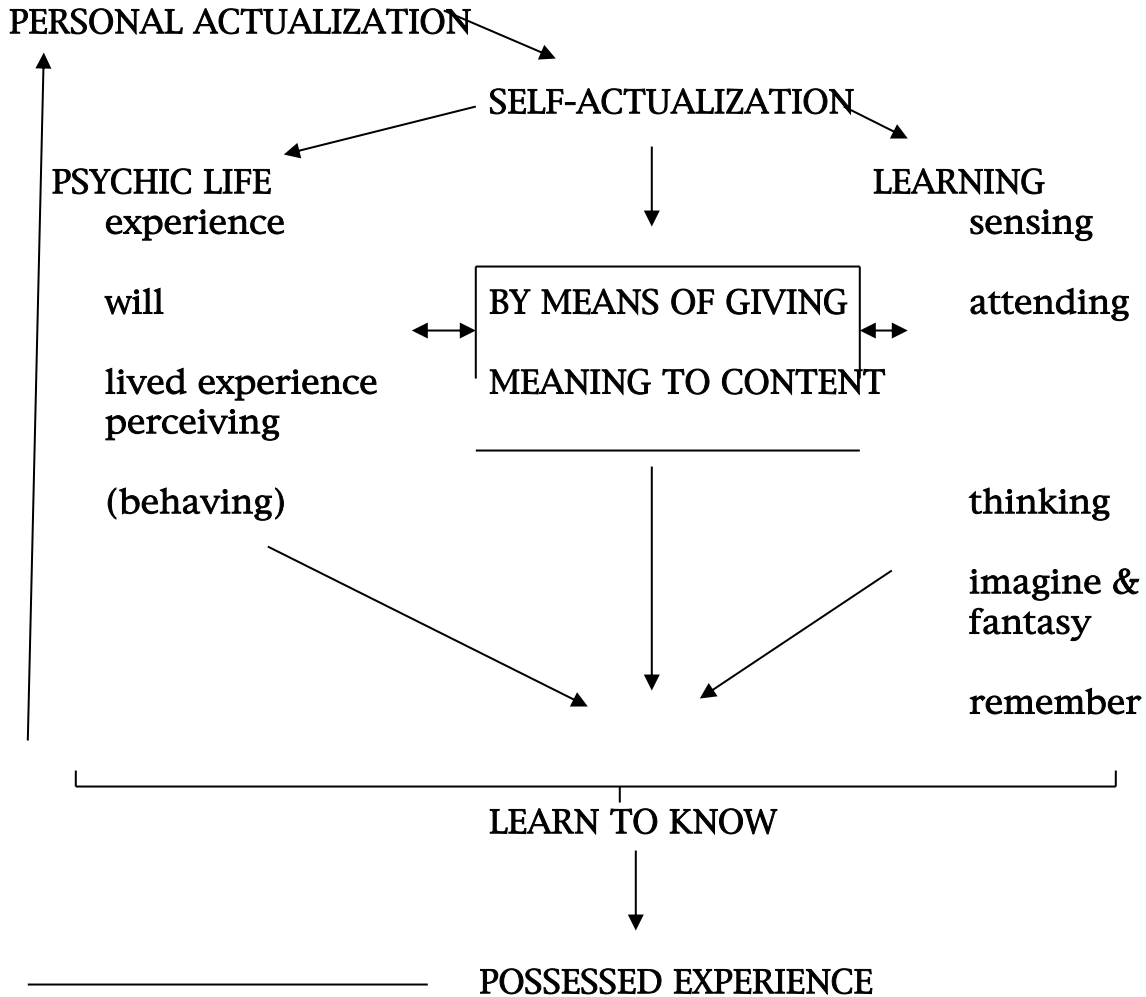 PERSONAL ACTUALIZATION
SELF-ACTUALIZATION
PSYCHIC LIFE
LEARNING
experience
sensing
will
BY MEANS OF GIVING
attending
lived experience
MEANING TO CONTENT
perceiving
(behaving)
thinking
imagine &
fantasy
remember
LEARN TO KNOW
POSSESSED EXPERIENCE